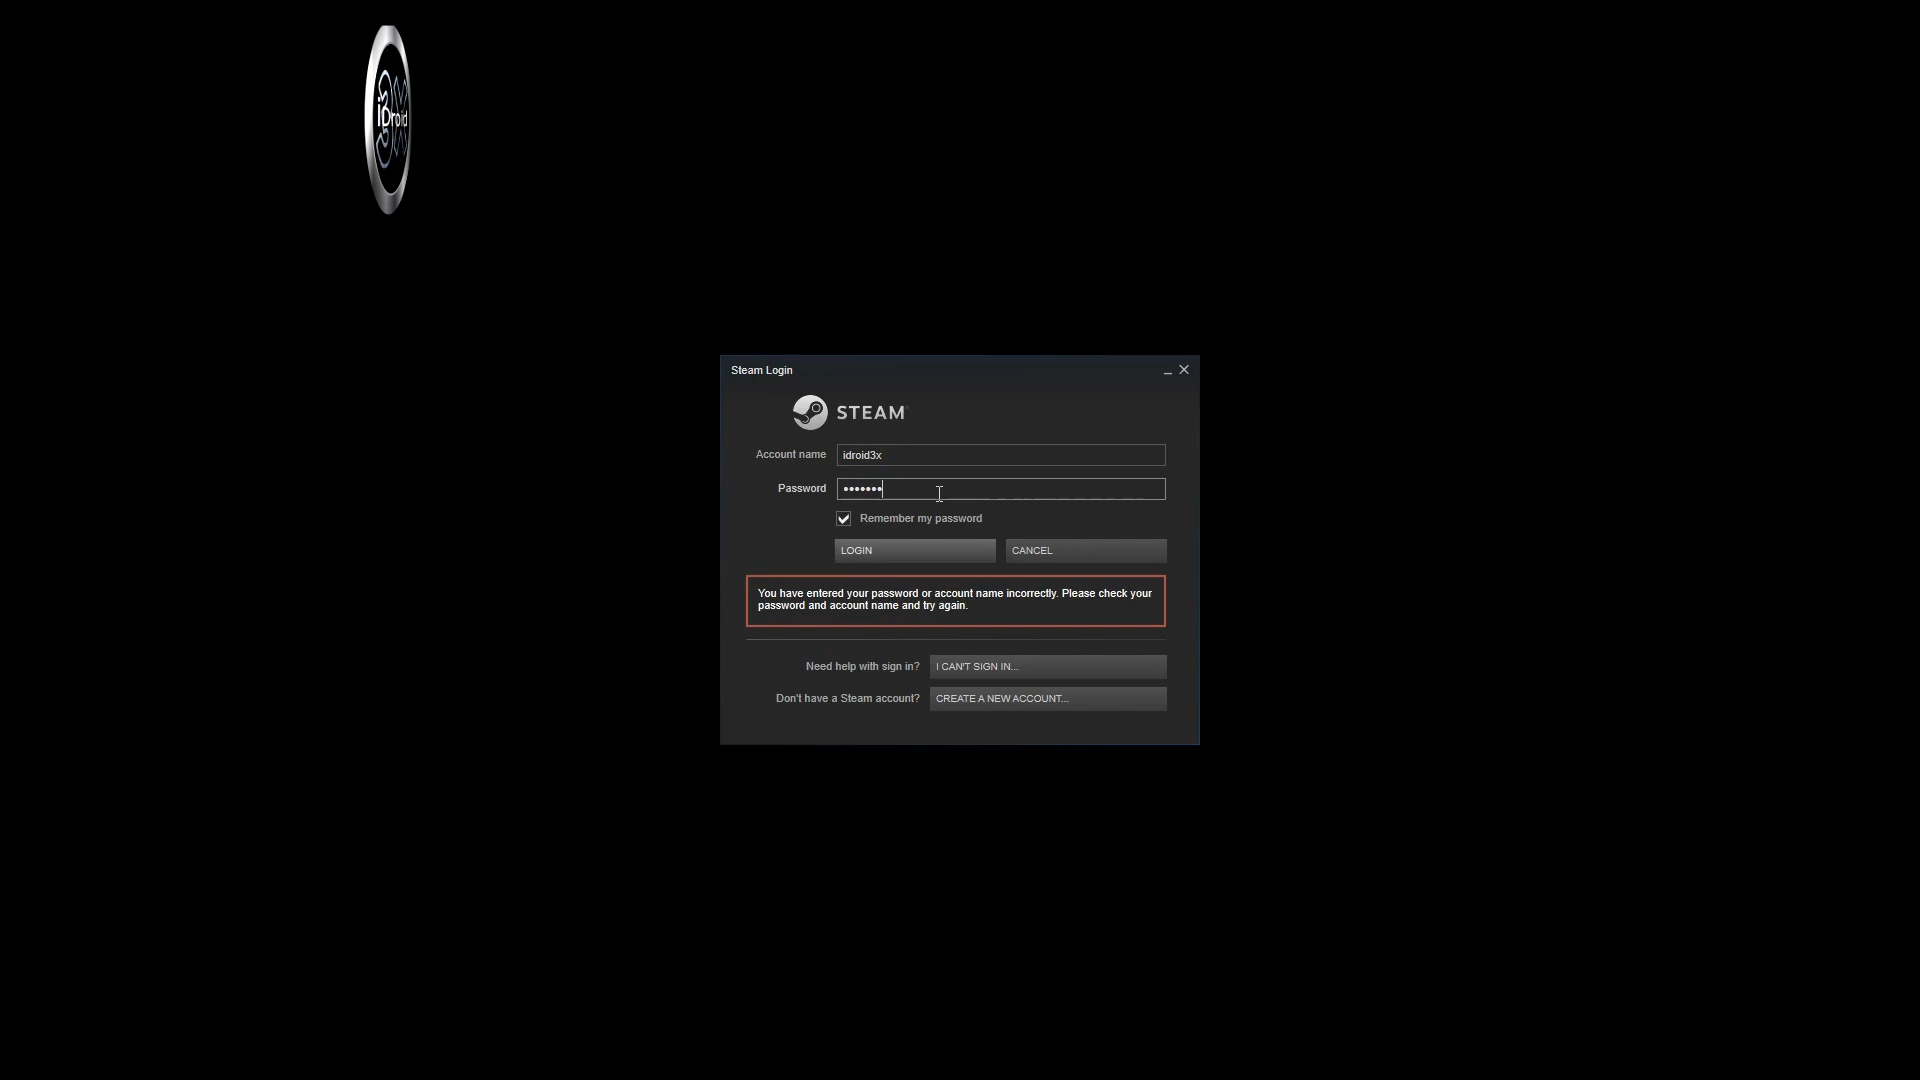 iDroid
3X
Steam Login
STEAM
Account name idroid3x
Password •••••••
Remember my password
LOGIN CANCEL
You have entered your password or account name incorrectly. Please check your
password and account name and try again.
Need help with sign in? I CAN'T SIGN IN...
Don't have a Steam account? CREATE A NEW ACCOUNT...